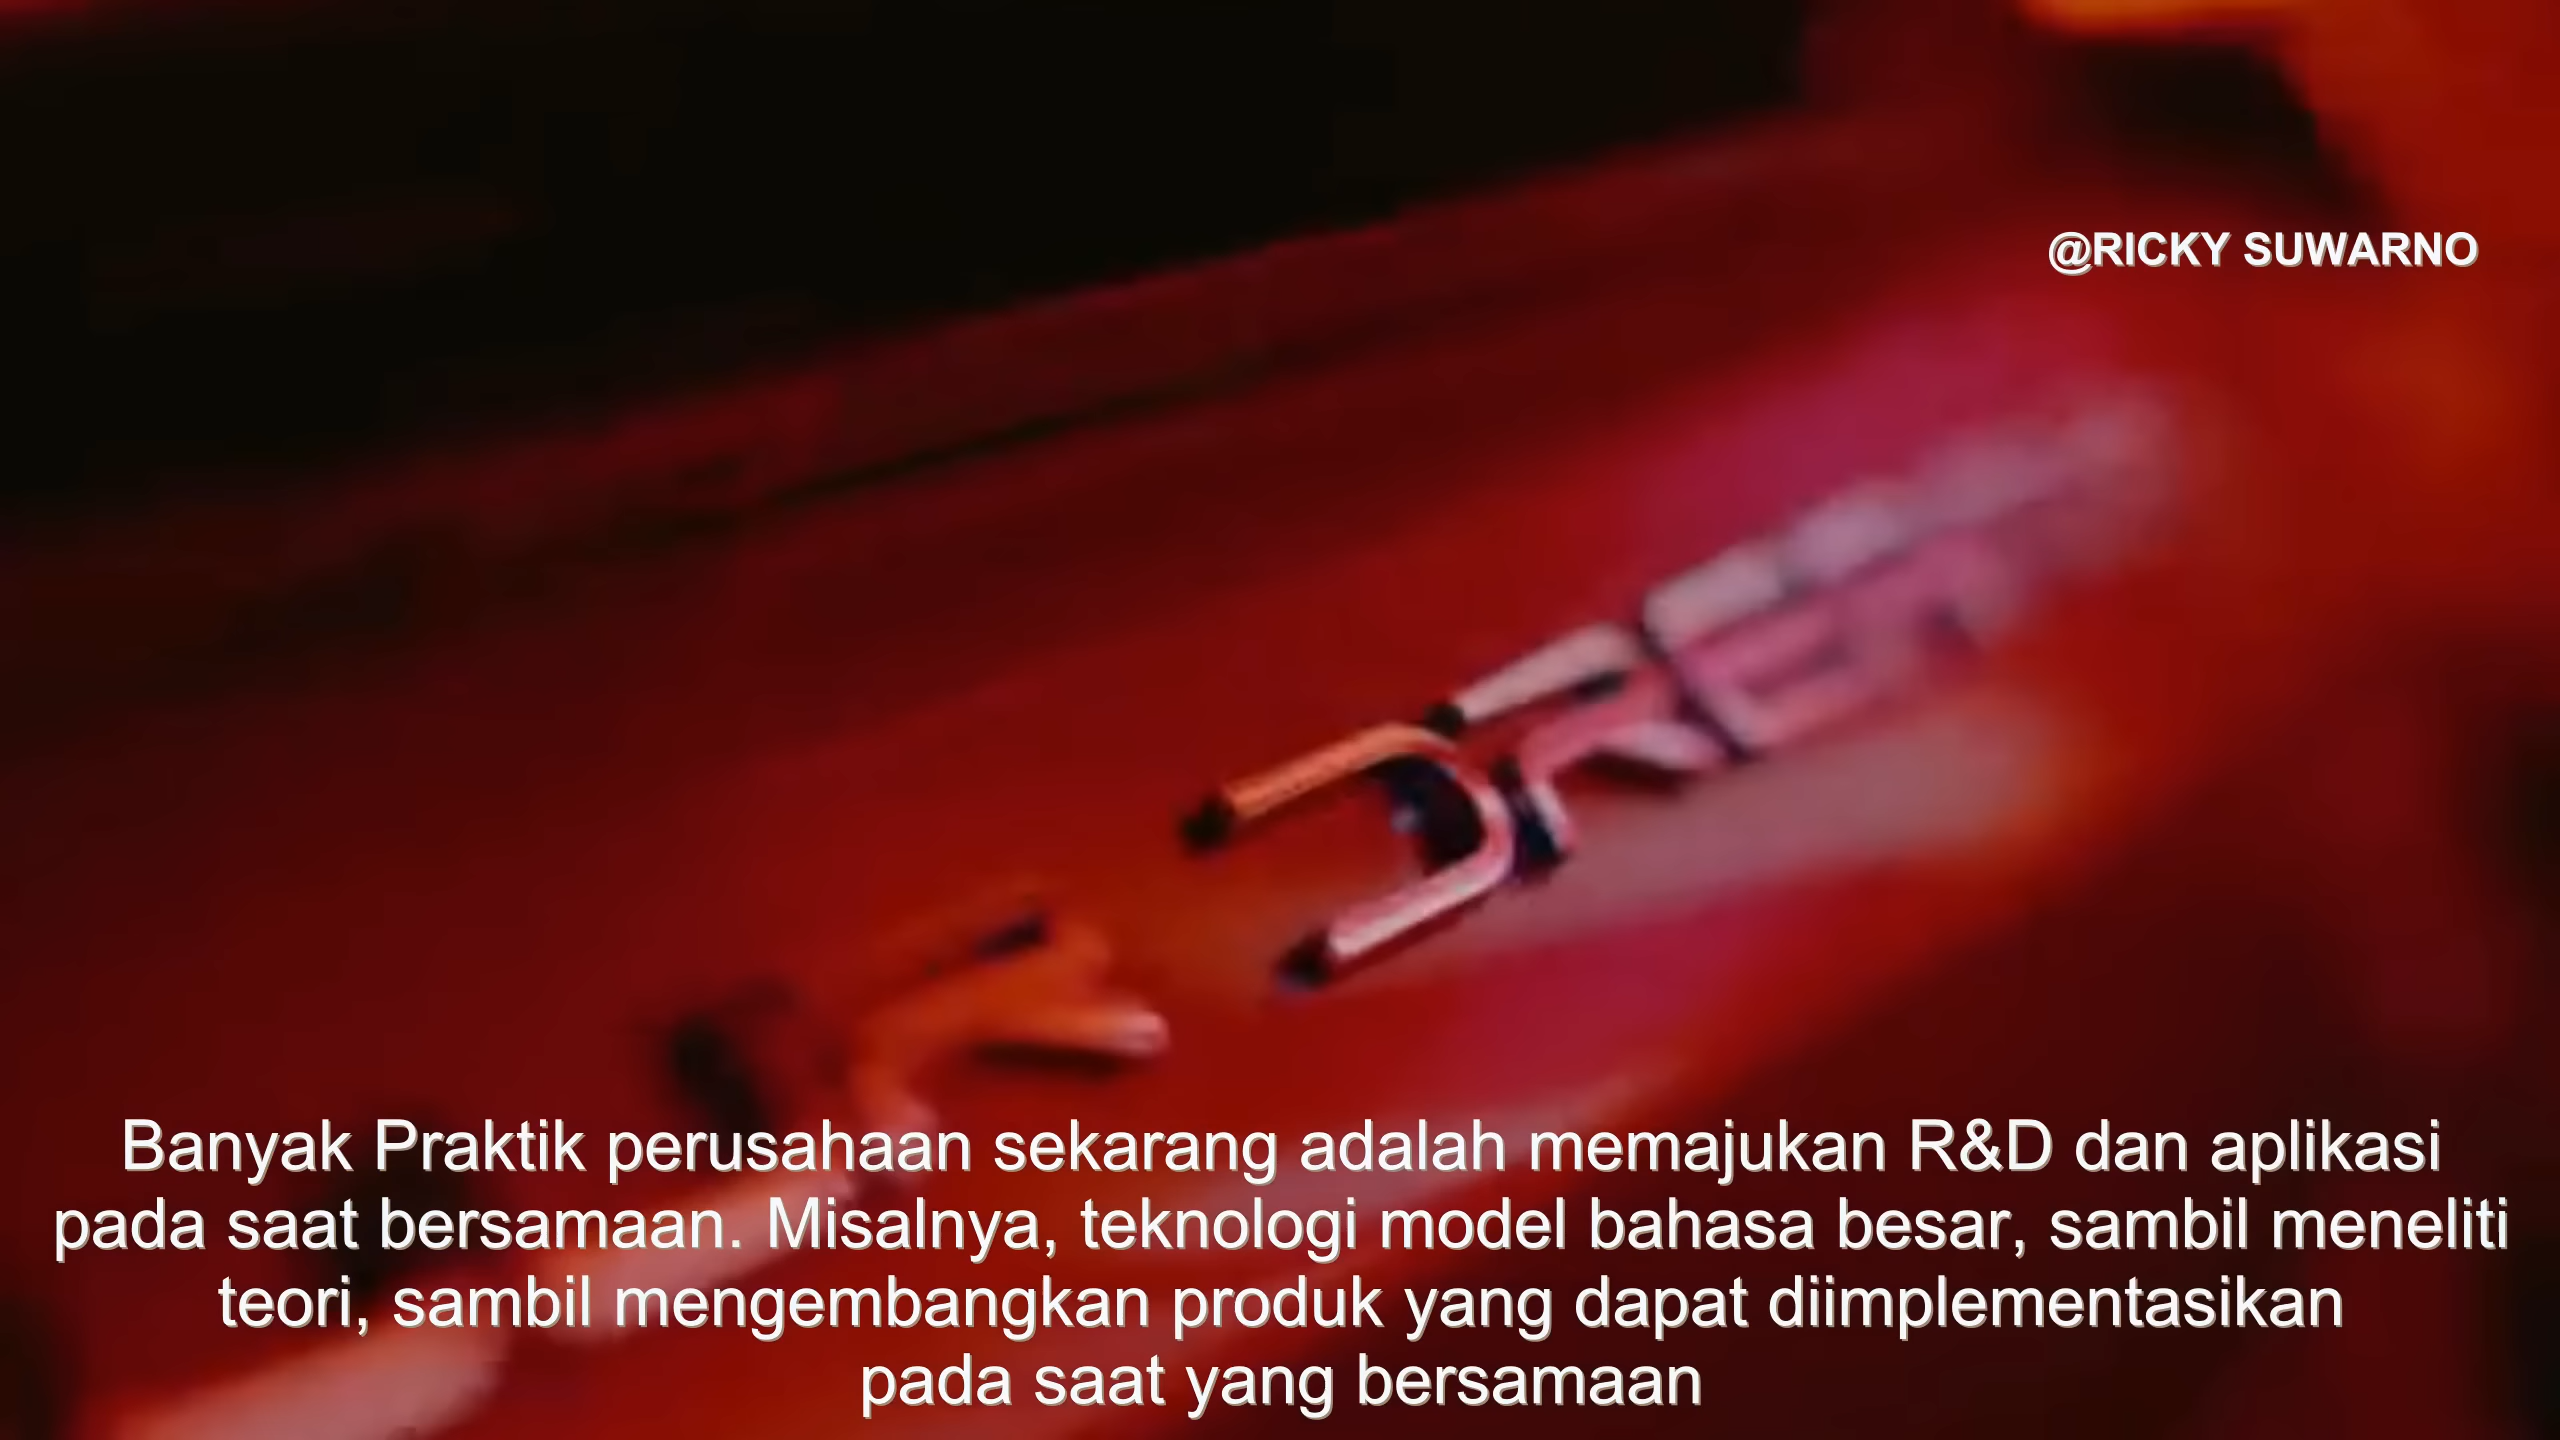 @RICKY SUWARNO
Banyak Praktik perusahaan sekarang adalah memajukan R&D dan aplikasi
pada saat bersamaan. Misalnya, teknologi model bahasa besar, sambil meneliti
teori, sambil mengembangkan produk yang dapat diimplementasikan
pada saat yang bersamaan